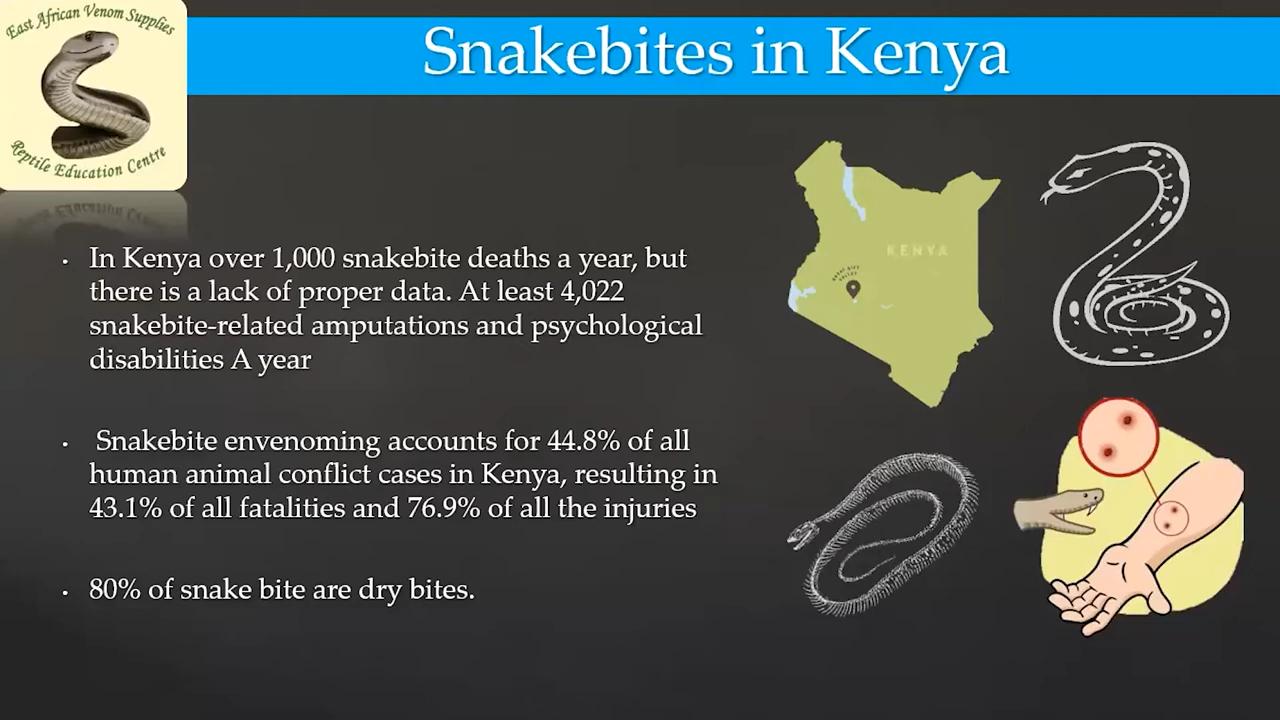 East African Venom Supplies
Reptile Education Centre
Snakebites in Kenya
• In Kenya over 1,000 snakebite deaths a year, but
there is a lack of proper data. At least 4,022
snakebite-related amputations and psychological
disabilities A year
• Snakebite envenoming accounts for 44.8% of all
human animal conflict cases in Kenya, resulting in
43.1% of all fatalities and 76.9% of all the injuries
• 80% of snake bite are dry bites.
KENYA